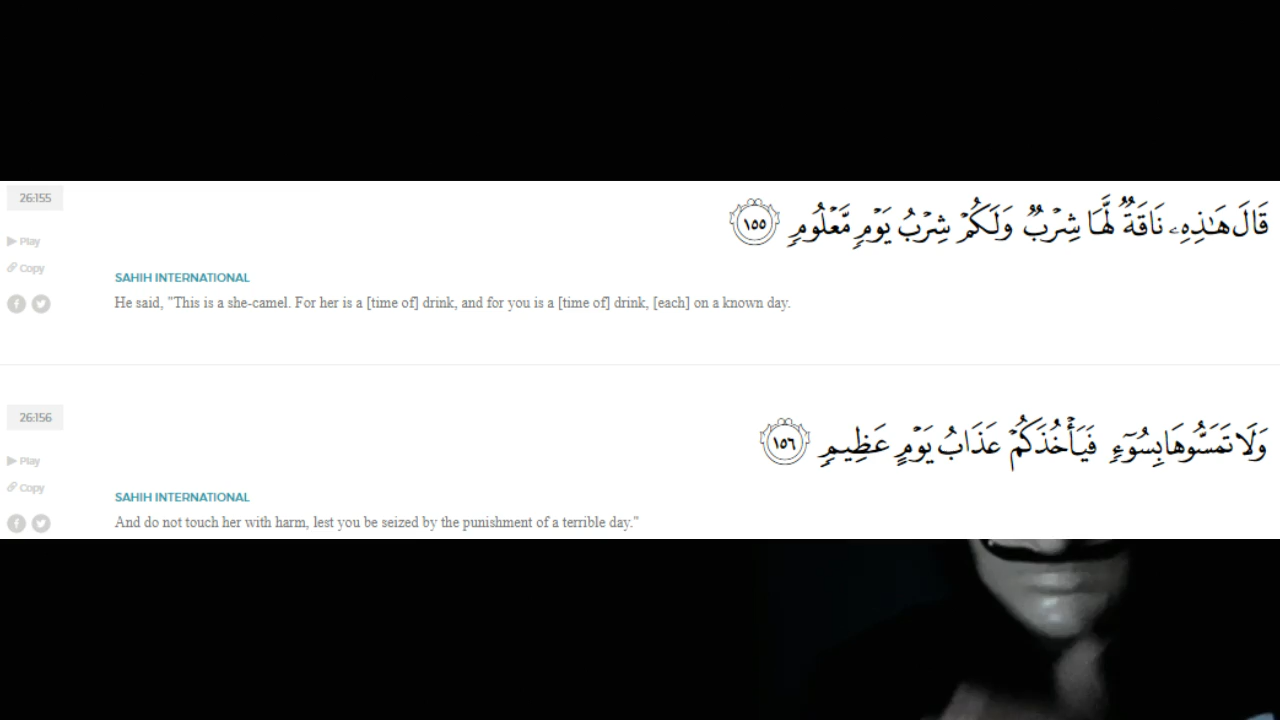 26:155
قَالَ هَـٰذِهِۦ نَاقَةٌ لَّهَا شِرْبٌ وَلَكُمْ شِرْبُ يَوْمٍ مَّعْلُومٍ ١٥٥
Play
Copy
SAHIH INTERNATIONAL
He said, "This is a she-camel. For her is a [time of] drink, and for you is a [time of] drink, [each] on a known day.
26:156
وَلَا تَمَسُّوهَا بِسُوٓءٍ فَيَأْخُذَكُمْ عَذَابُ يَوْمٍ عَظِيمٍ ١٥٦
Play
Copy
SAHIH INTERNATIONAL
And do not touch her with harm, lest you be seized by the punishment of a terrible day."